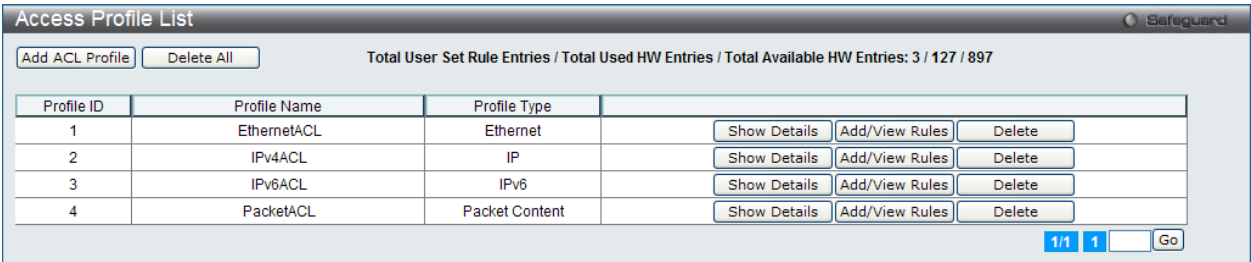 Access Profile List Safeguard
Add ACL Profile Delete All Total User Set Rule Entries / Total Used HW Entries / Total Available HW Entries: 3 / 127 / 897
Profile ID Profile Name Profile Type
1 EthernetACL Ethernet Show Details Add/View Rules Delete
2 IPv4ACL IP Show Details Add/View Rules Delete
3 IPv6ACL IPv6 Show Details Add/View Rules Delete
4 PacketACL Packet Content Show Details Add/View Rules Delete
1/1 1 Go